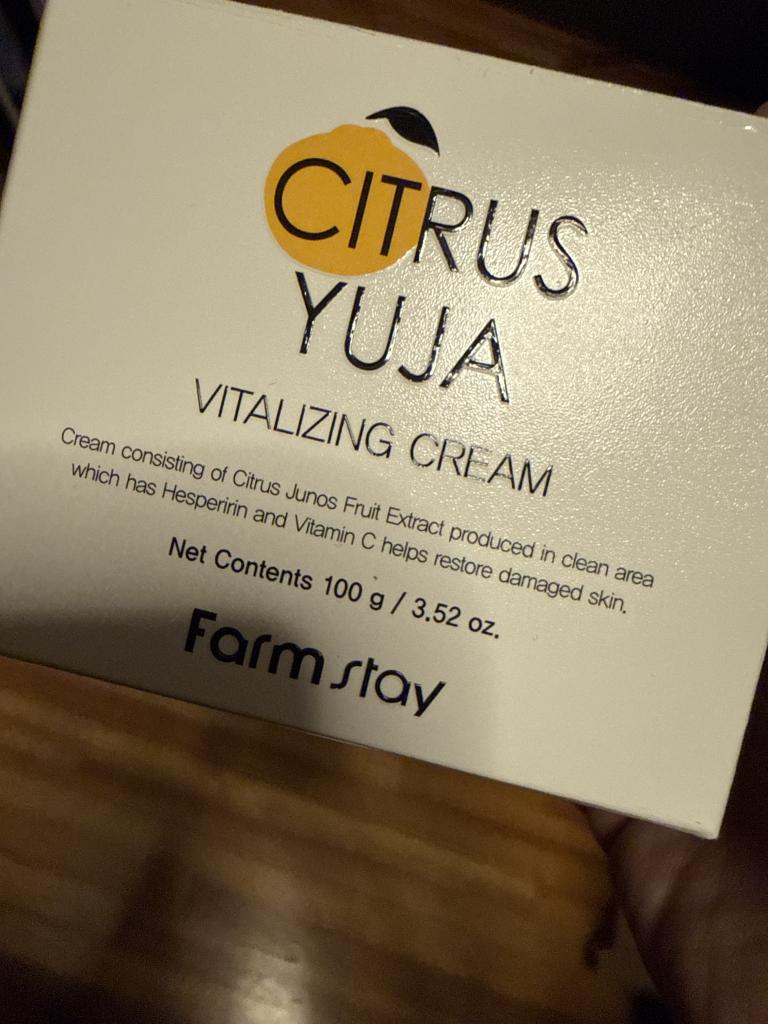 CITRUS
YUJA
VITALIZING CREAM
Cream consisting of Citrus Junos Fruit Extract produced in clean area
which has Hesperirin and Vitamin C helps restore damaged skin.
Net Contents 100 g / 3.52 oz.
Farm stay